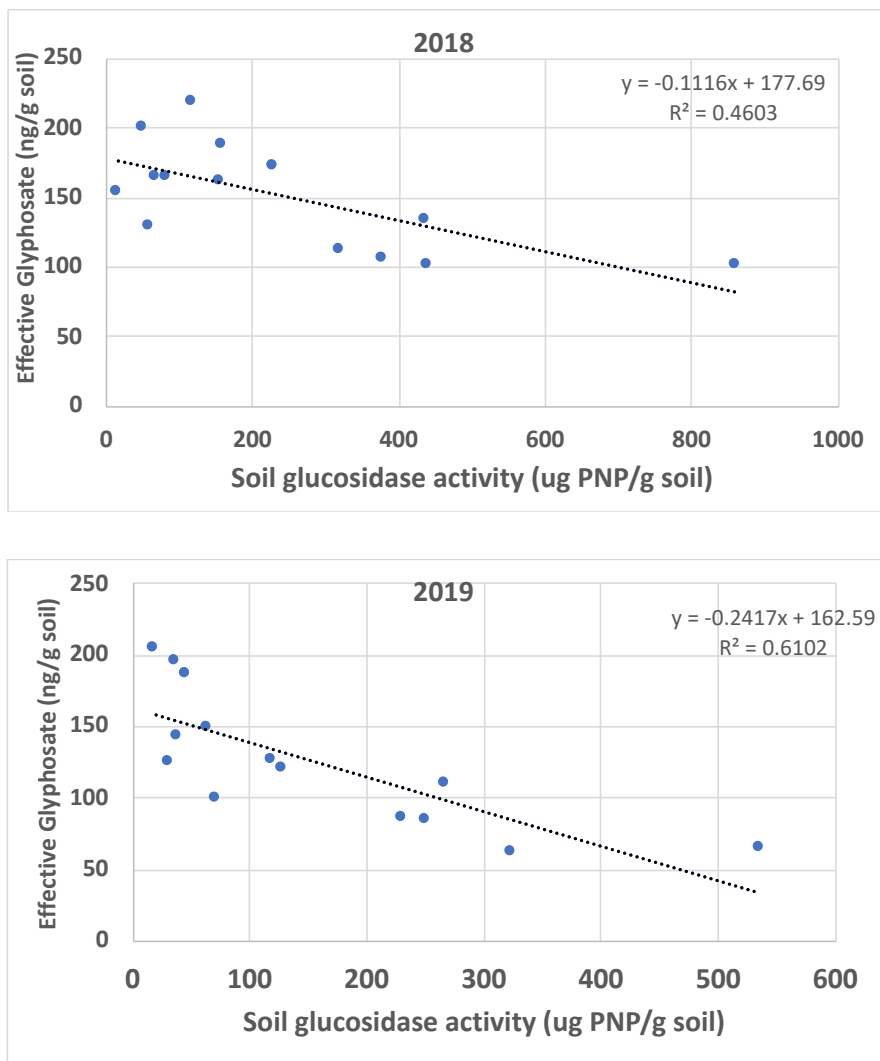 2018
250
y = -0.1116x + 177.69
R² = 0.4603
200
150
100
50
0
Effective Glyphosate (ng/g soil)
0 200 400 600 800 1000
Soil glucosidase activity (ug PNP/g soil)
2019
250
y = -0.2417x + 162.59
R² = 0.6102
200
150
100
50
0
Effective Glyphosate (ng/g soil)
0 100 200 300 400 500 600
Soil glucosidase activity (ug PNP/g soil)